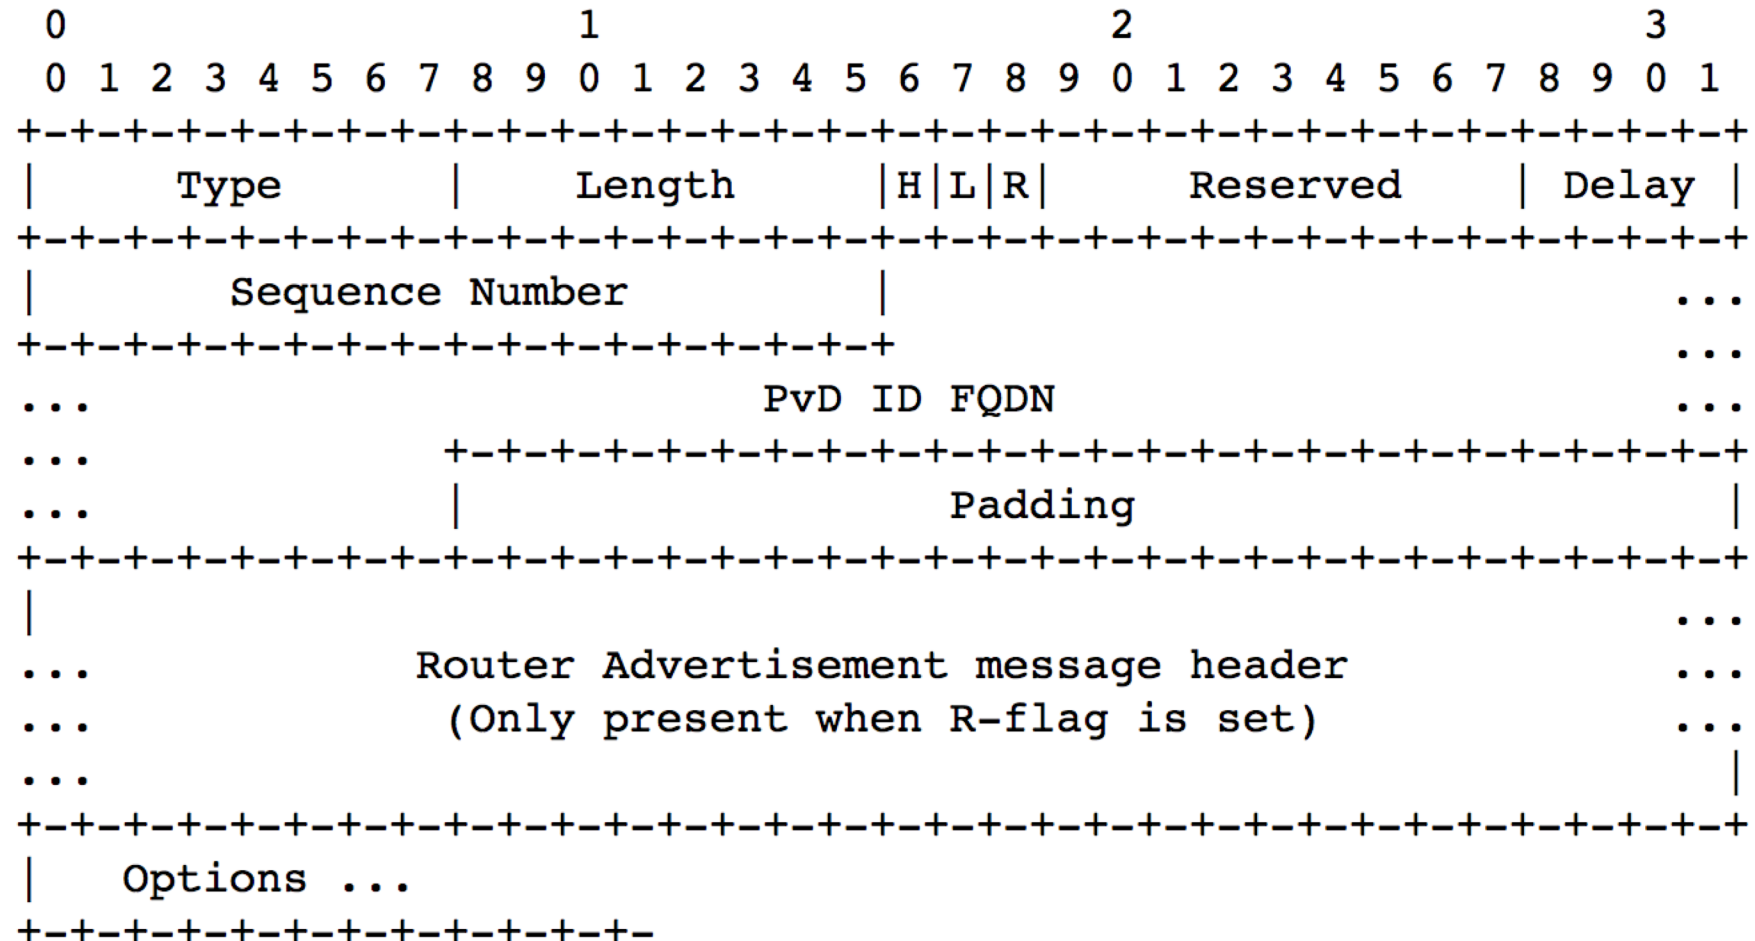 0                   1                   2                   3
 0 1 2 3 4 5 6 7 8 9 0 1 2 3 4 5 6 7 8 9 0 1 2 3 4 5 6 7 8 9 0 1
+-+-+-+-+-+-+-+-+-+-+-+-+-+-+-+-+-+-+-+-+-+-+-+-+-+-+-+-+-+-+-+-+
|     Type      |    Length     |H|L|R|     Reserved    | Delay |
+-+-+-+-+-+-+-+-+-+-+-+-+-+-+-+-+-+-+-+-+-+-+-+-+-+-+-+-+-+-+-+-+
|       Sequence Number         |                             ...
+-+-+-+-+-+-+-+-+-+-+-+-+-+-+-+-+                             ...
...                         PvD ID FQDN                       ...
...             +-+-+-+-+-+-+-+-+-+-+-+-+-+-+-+-+-+-+-+-+-+-+-+-+
...             |                  Padding                      |
+-+-+-+-+-+-+-+-+-+-+-+-+-+-+-+-+-+-+-+-+-+-+-+-+-+-+-+-+-+-+-+-+
|                                                             ...
...            Router Advertisement message header            ...
...             (Only present when R-flag is set)             ...
...                                                             |
+-+-+-+-+-+-+-+-+-+-+-+-+-+-+-+-+-+-+-+-+-+-+-+-+-+-+-+-+-+-+-+-+
|   Options ...
+-+-+-+-+-+-+-+-+-+-+-+-